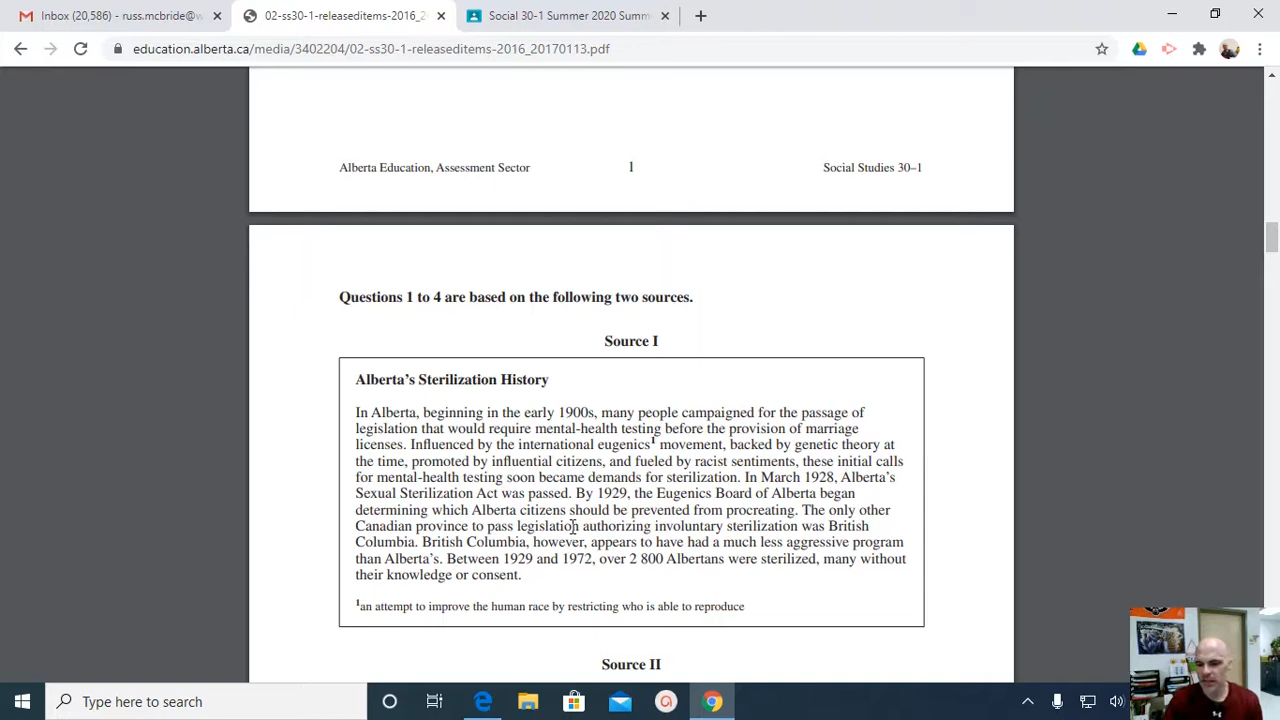 Inbox (20,586) - russ.mcbride@w
02-ss30-1-releaseditems-2016_2
Social 30-1 Summer 2020 Summ
education.alberta.ca/media/3402204/02-ss30-1-releaseditems-2016_20170113.pdf
Alberta Education, Assessment Sector 1 Social Studies 30–1
Questions 1 to 4 are based on the following two sources.
Source I
Alberta's Sterilization History
In Alberta, beginning in the early 1900s, many people campaigned for the passage of
legislation that would require mental-health testing before the provision of marriage
licenses. Influenced by the international eugenics1 movement, backed by genetic theory at
the time, promoted by influential citizens, and fueled by racist sentiments, these initial calls
for mental-health testing soon became demands for sterilization. In March 1928, Alberta's
Sexual Sterilization Act was passed. By 1929, the Eugenics Board of Alberta began
determining which Alberta citizens should be prevented from procreating. The only other
Canadian province to pass legislation authorizing involuntary sterilization was British
Columbia. British Columbia, however, appears to have had a much less aggressive program
than Alberta's. Between 1929 and 1972, over 2 800 Albertans were sterilized, many without
their knowledge or consent.
1an attempt to improve the human race by restricting who is able to reproduce
Source II
Type here to search